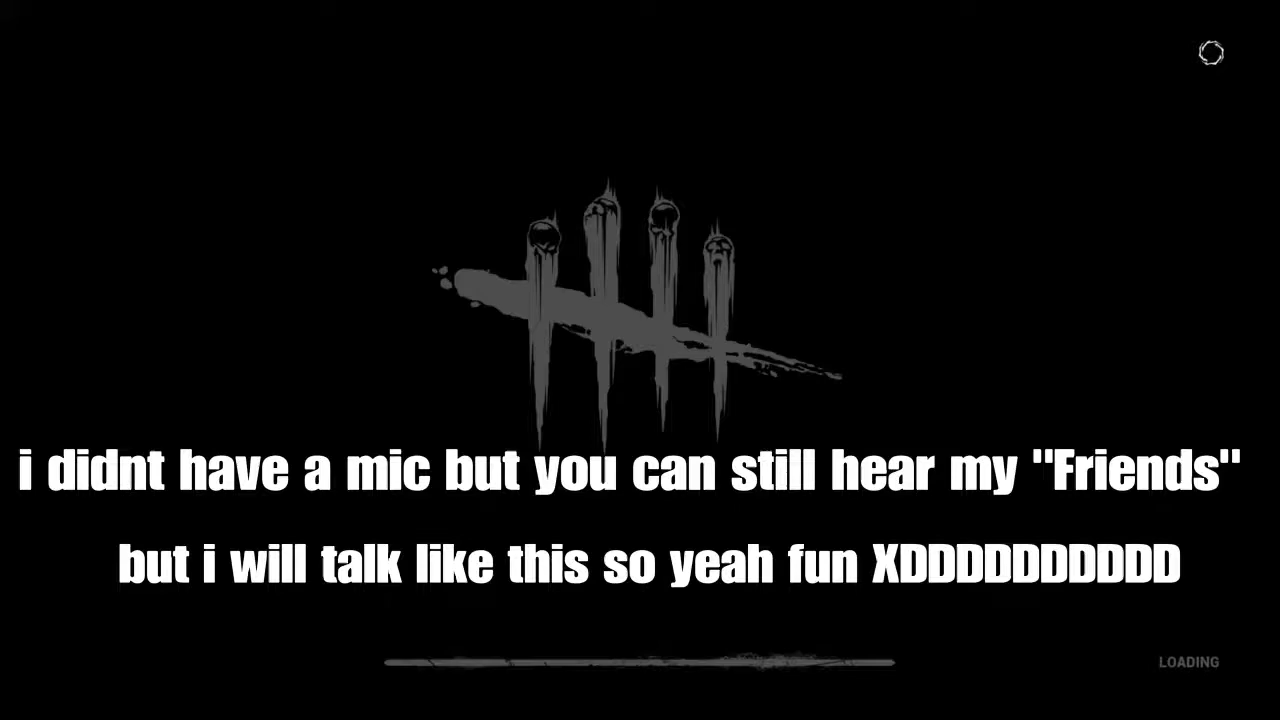 i didnt have a mic but you can still hear my "Friends"
but i will talk like this so yeah fun XDDDDDDDDDDD
LOADING